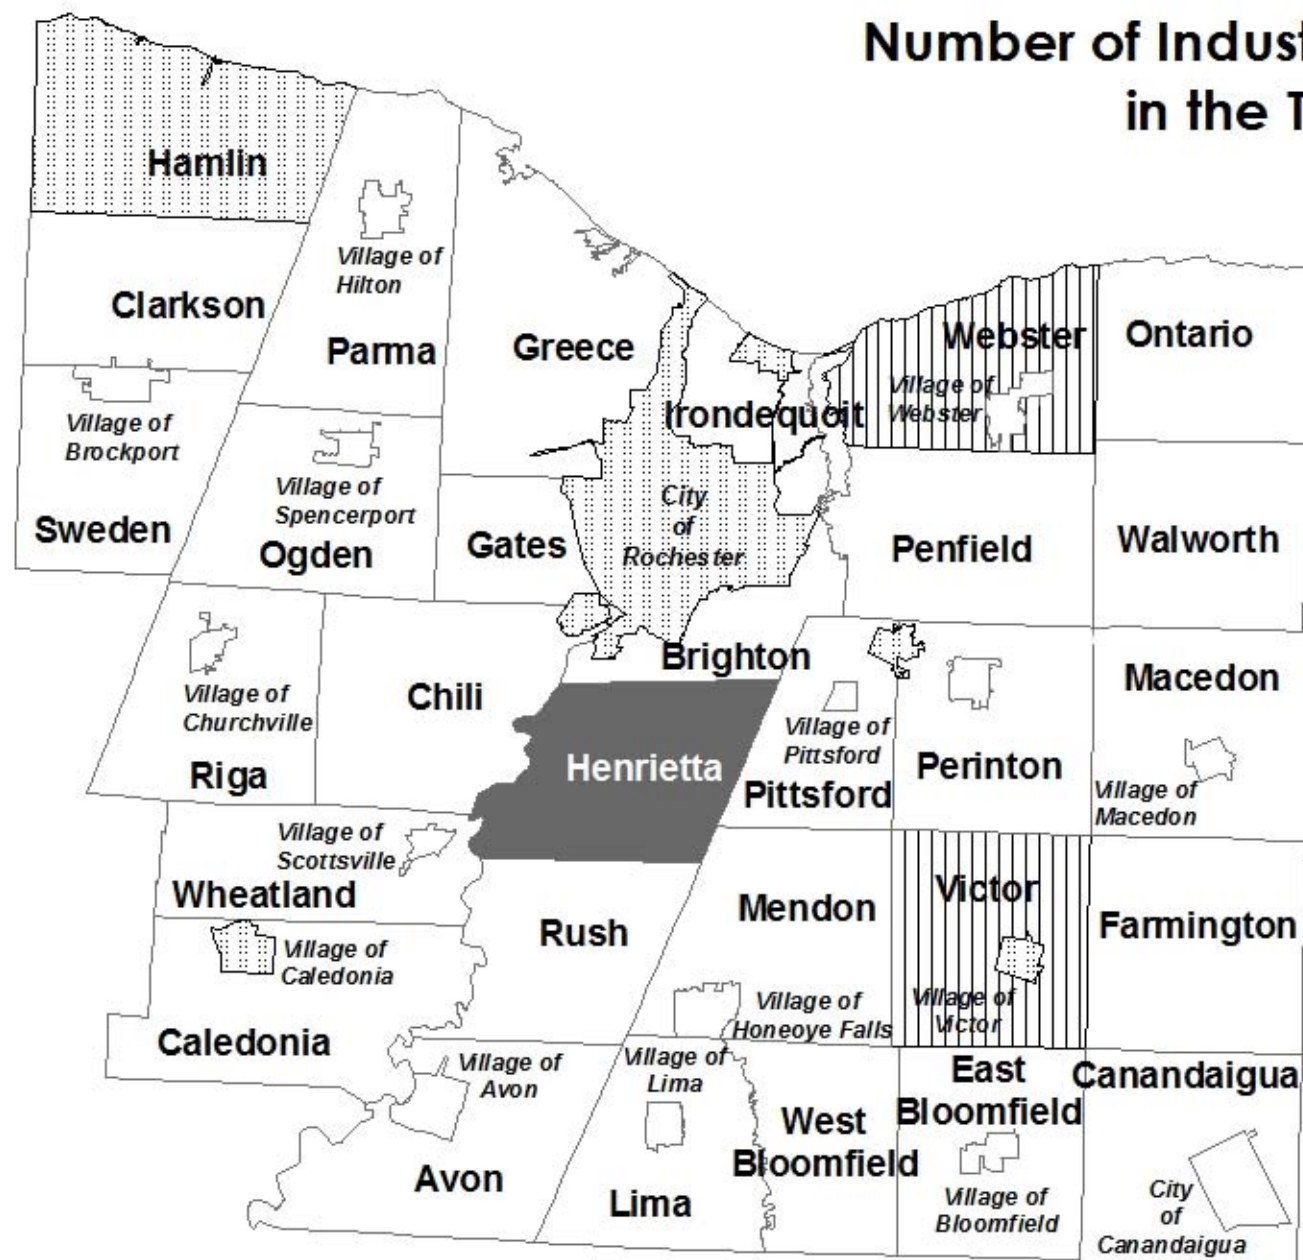 Number of Indust
in the T
Hamlin
Village of
Hilton
Clarkson
Parma
Greece
Webster
Ontario
Village of
Webster
Irondequoit
Village of
Brockport
Village of
Spencerport
City
of
Rochester
Sweden
Ogden
Gates
Penfield
Walworth
Brighton
Village of
Churchville
Chili
Macedon
Riga
Henrietta
Village of
Pittsford
Pittsford
Perinton
Village of
Macedon
Village of
Scottsville
Wheatland
Village of
Caledonia
Rush
Mendon
Victor
Farmington
Village of
Honeoye Falls
Village of
Victor
Caledonia
Village of
Avon
Village of
Lima
East
Bloomfield
Canandaigua
West
Bloomfield
Avon
Lima
Village of
Bloomfield
City
of
Canandaigua